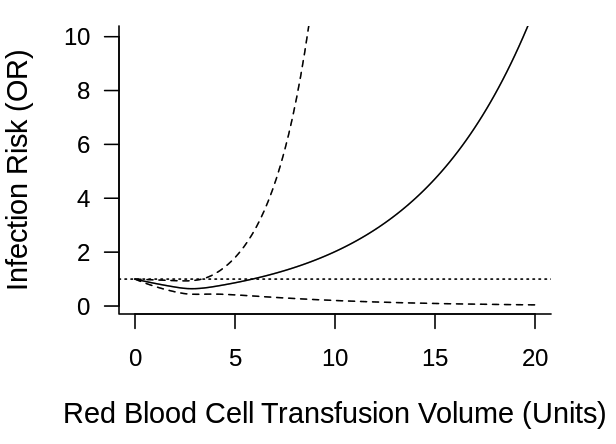 Infection Risk (OR)
10
8
6
4
2
0
0 5 10 15 20
Red Blood Cell Transfusion Volume (Units)